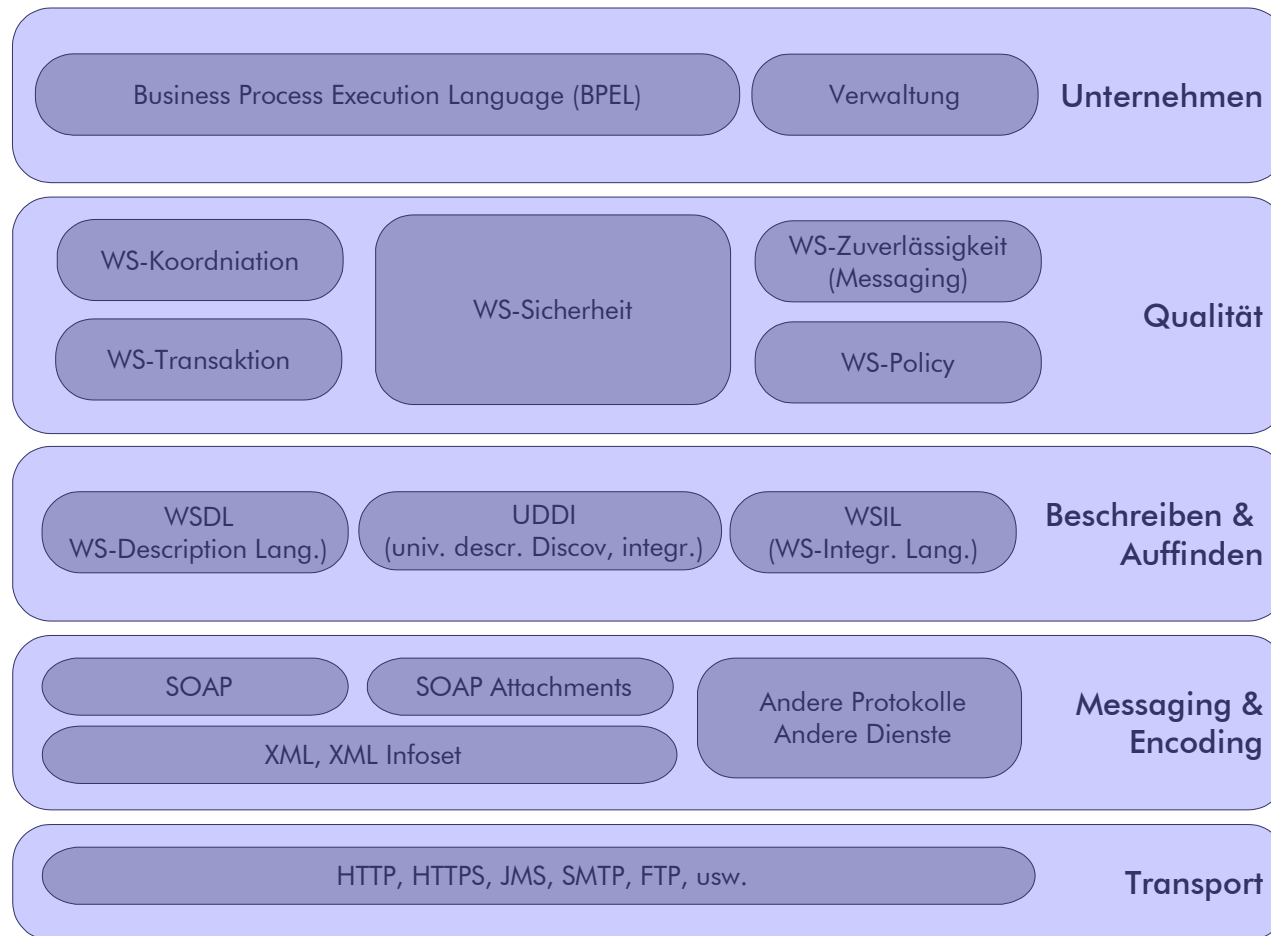 Business Process Execution Language (BPEL)
Verwaltung
Unternehmen
WS-Koordniation
WS-Transaktion
WS-Sicherheit
WS-Zuverlässigkeit
(Messaging)
WS-Policy
Qualität
WSDL
WS-Description Lang.)
UDDI
(univ. descr. Discov, integr.)
WSIL
(WS-Integr. Lang.)
Beschreiben &
Auffinden
SOAP
SOAP Attachments
XML, XML Infoset
Andere Protokolle
Andere Dienste
Messaging &
Encoding
HTTP, HTTPS, JMS, SMTP, FTP, usw.
Transport